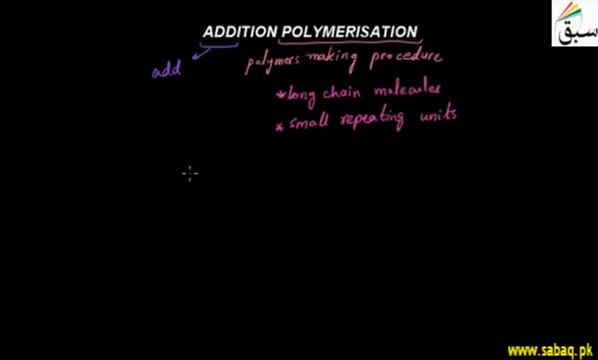 ADDITION POLYMERISATION
سبق
add
polymers making procedure
*long chain molecules
*small repeating units
www.sabaq.pk